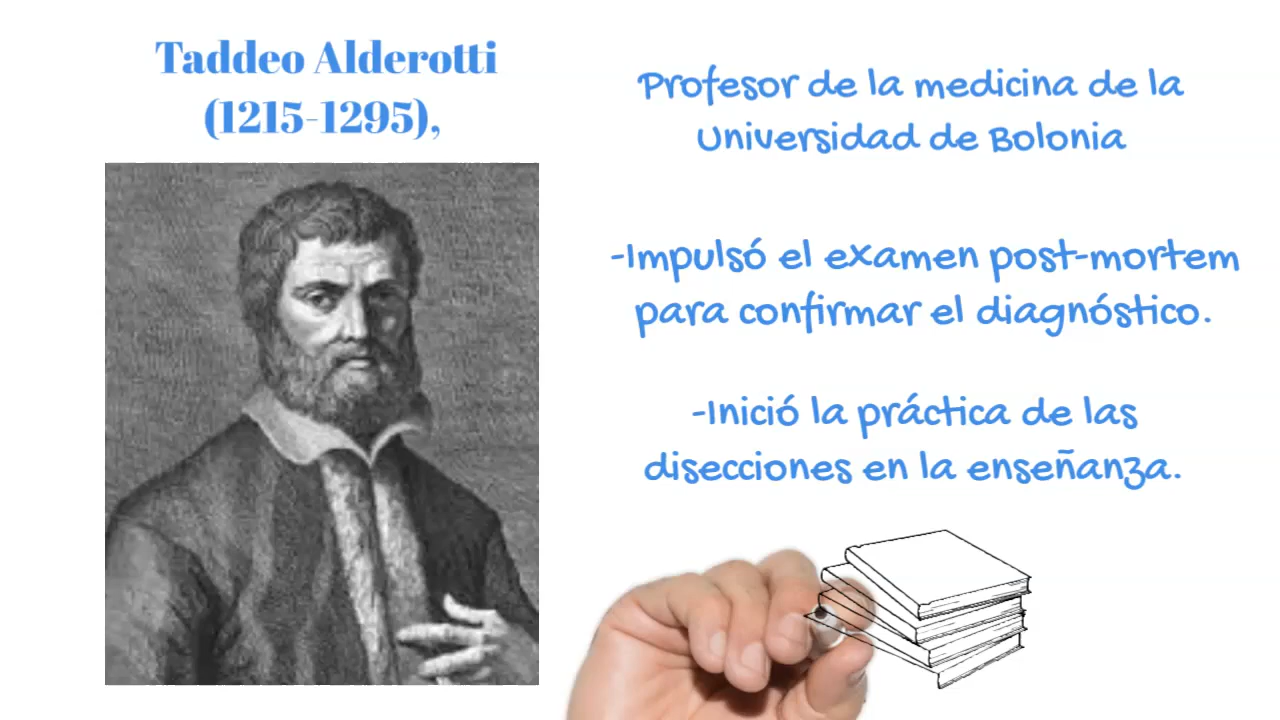 Taddeo Alderotti
(1215-1295),
Profesor de la medicina de la
Universidad de Bolonia
-Impulsó el examen post-mortem
para confirmar el diagnóstico.
-Inició la práctica de las
disecciones en la enseñanza.